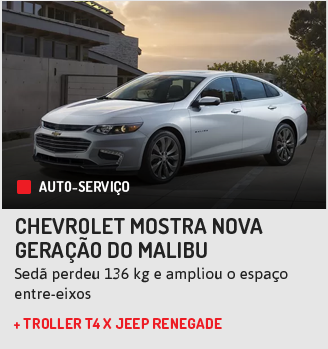 AUTO-SERVIÇO
CHEVROLET MOSTRA NOVA
GERAÇÃO DO MALIBU
Sedã perdeu 136 kg e ampliou o espaço
entre-eixos
+ TROLLER T4 X JEEP RENEGADE